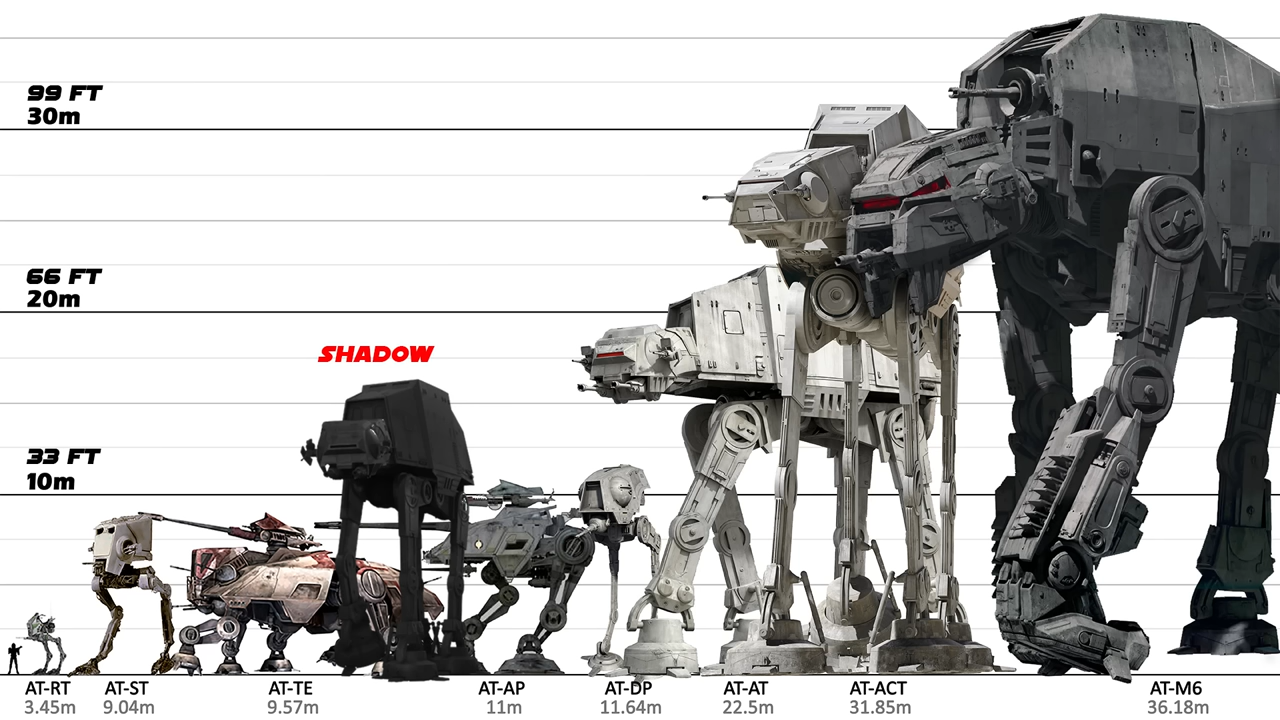 99 FT
30m
66 FT
20m
SHADOW
33 FT
10m
AT-RT
3.45m
AT-ST
9.04m
AT-TE
9.57m
AT-AP
11m
AT-DP
11.64m
AT-AT
22.5m
AT-ACT
31.85m
AT-M6
36.18m